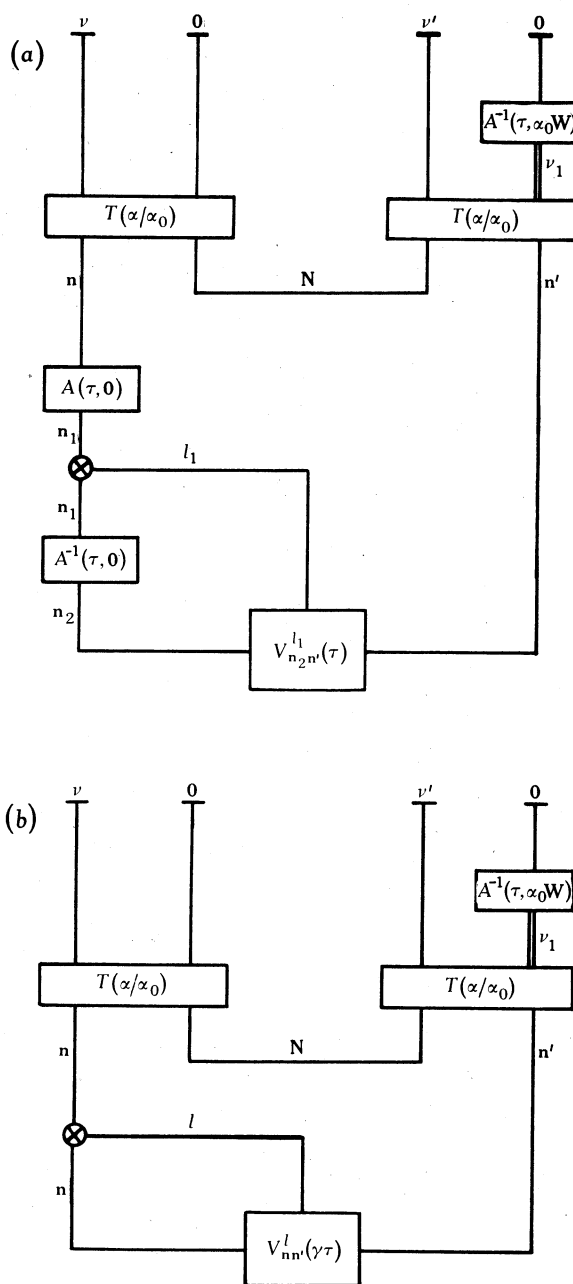 (a)
ν 0 ν' 0
A⁻¹(τ, α₀W)
ν₁
T(α/α₀) T(α/α₀)
n N n'
A(τ, 0)
n₁
l₁
n₁
A⁻¹(τ, 0)
n₂
V^{l₁}_{n₂n'}(τ)
(b)
ν 0 ν' 0
A⁻¹(τ, α₀W)
ν₁
T(α/α₀) T(α/α₀)
n N n'
l
n
V^{l}_{nn'}(γτ)